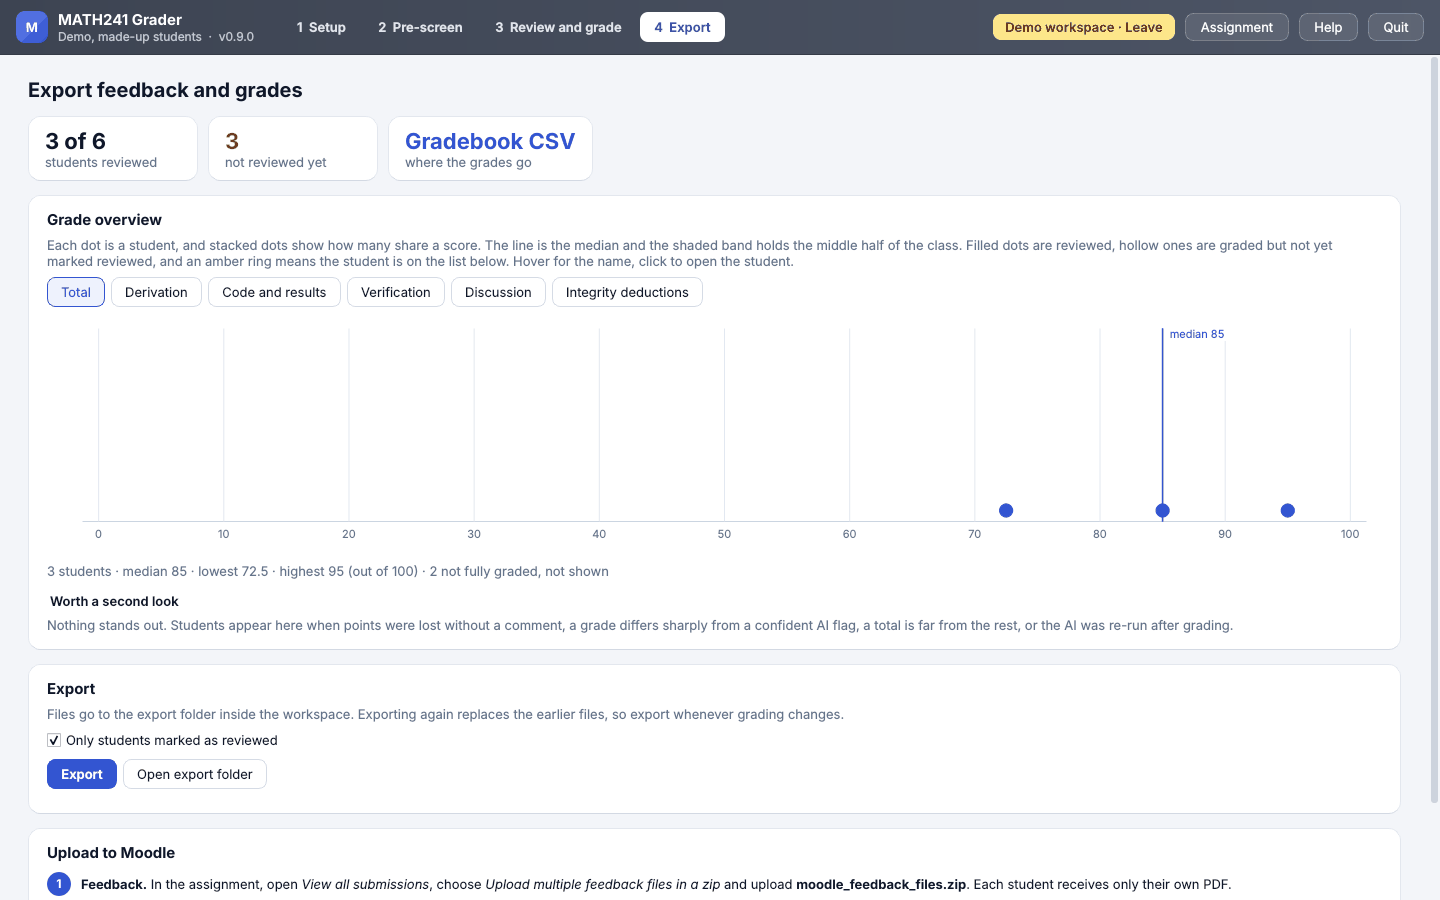 M
MATH241 Grader
Demo, made-up students · v0.9.0
1 Setup
2 Pre-screen
3 Review and grade
4 Export
Demo workspace · Leave
Assignment
Help
Quit
Export feedback and grades
3 of 6
students reviewed
3
not reviewed yet
Gradebook CSV
where the grades go
Grade overview
Each dot is a student, and stacked dots show how many share a score. The line is the median and the shaded band holds the middle half of the class. Filled dots are reviewed, hollow ones are graded but not yet
marked reviewed, and an amber ring means the student is on the list below. Hover for the name, click to open the student.
Total
Derivation
Code and results
Verification
Discussion
Integrity deductions
median 85
0 10 20 30 40 50 60 70 80 90 100
3 students · median 85 · lowest 72.5 · highest 95 (out of 100) · 2 not fully graded, not shown
Worth a second look
Nothing stands out. Students appear here when points were lost without a comment, a grade differs sharply from a confident AI flag, a total is far from the rest, or the AI was re-run after grading.
Export
Files go to the export folder inside the workspace. Exporting again replaces the earlier files, so export whenever grading changes.
Only students marked as reviewed
Export
Open export folder
Upload to Moodle
1 Feedback. In the assignment, open View all submissions, choose Upload multiple feedback files in a zip and upload moodle_feedback_files.zip. Each student receives only their own PDF.